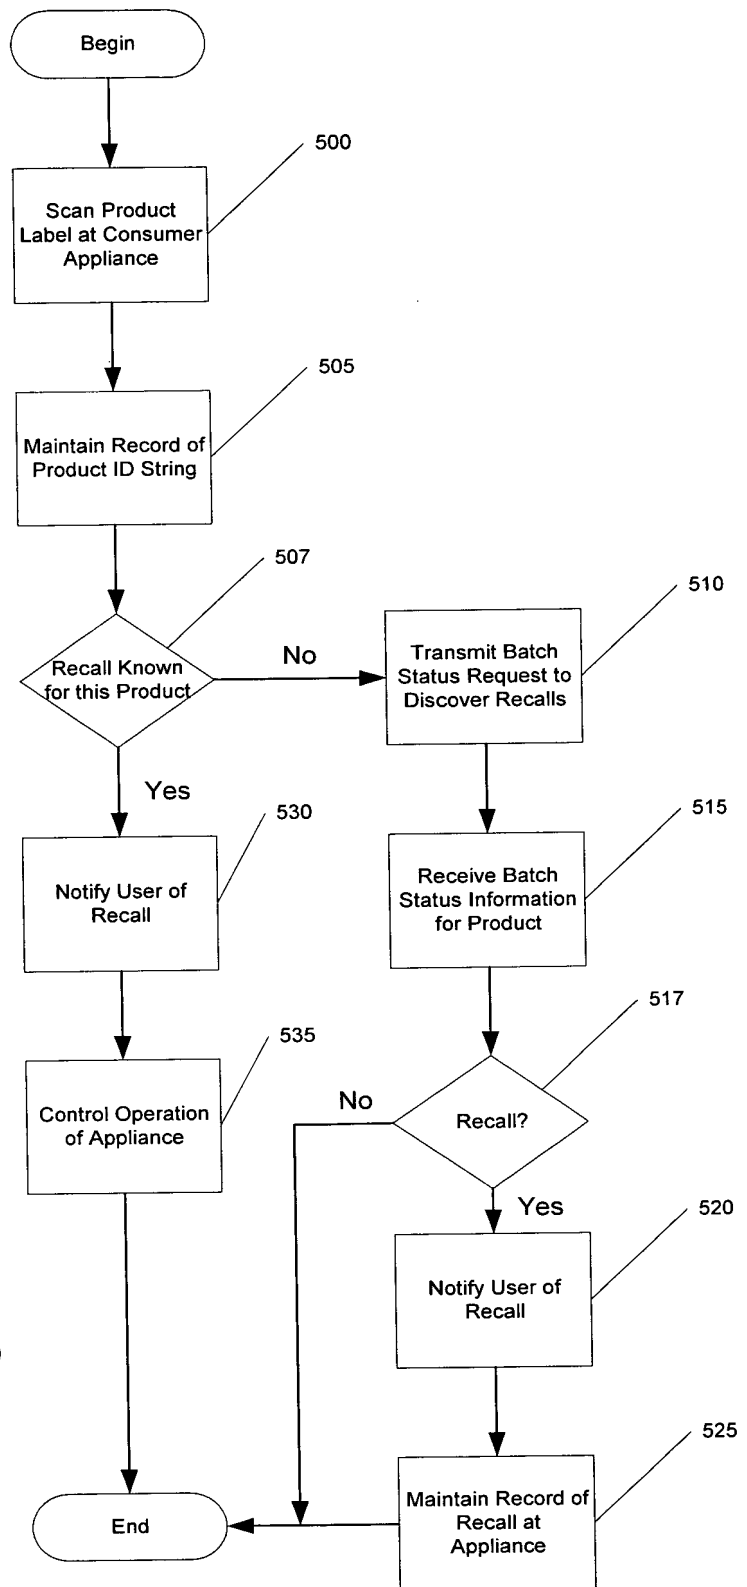 Begin
500
Scan Product
Label at Consumer
Appliance
505
Maintain Record of
Product ID String
507
Recall Known
for this Product
No
510
Transmit Batch
Status Request to
Discover Recalls
Yes
530
Notify User of
Recall
515
Receive Batch
Status Information
for Product
535
Control Operation
of Appliance
517
Recall?
No
Yes
520
Notify User of
Recall
525
Maintain Record of
Recall at
Appliance
End